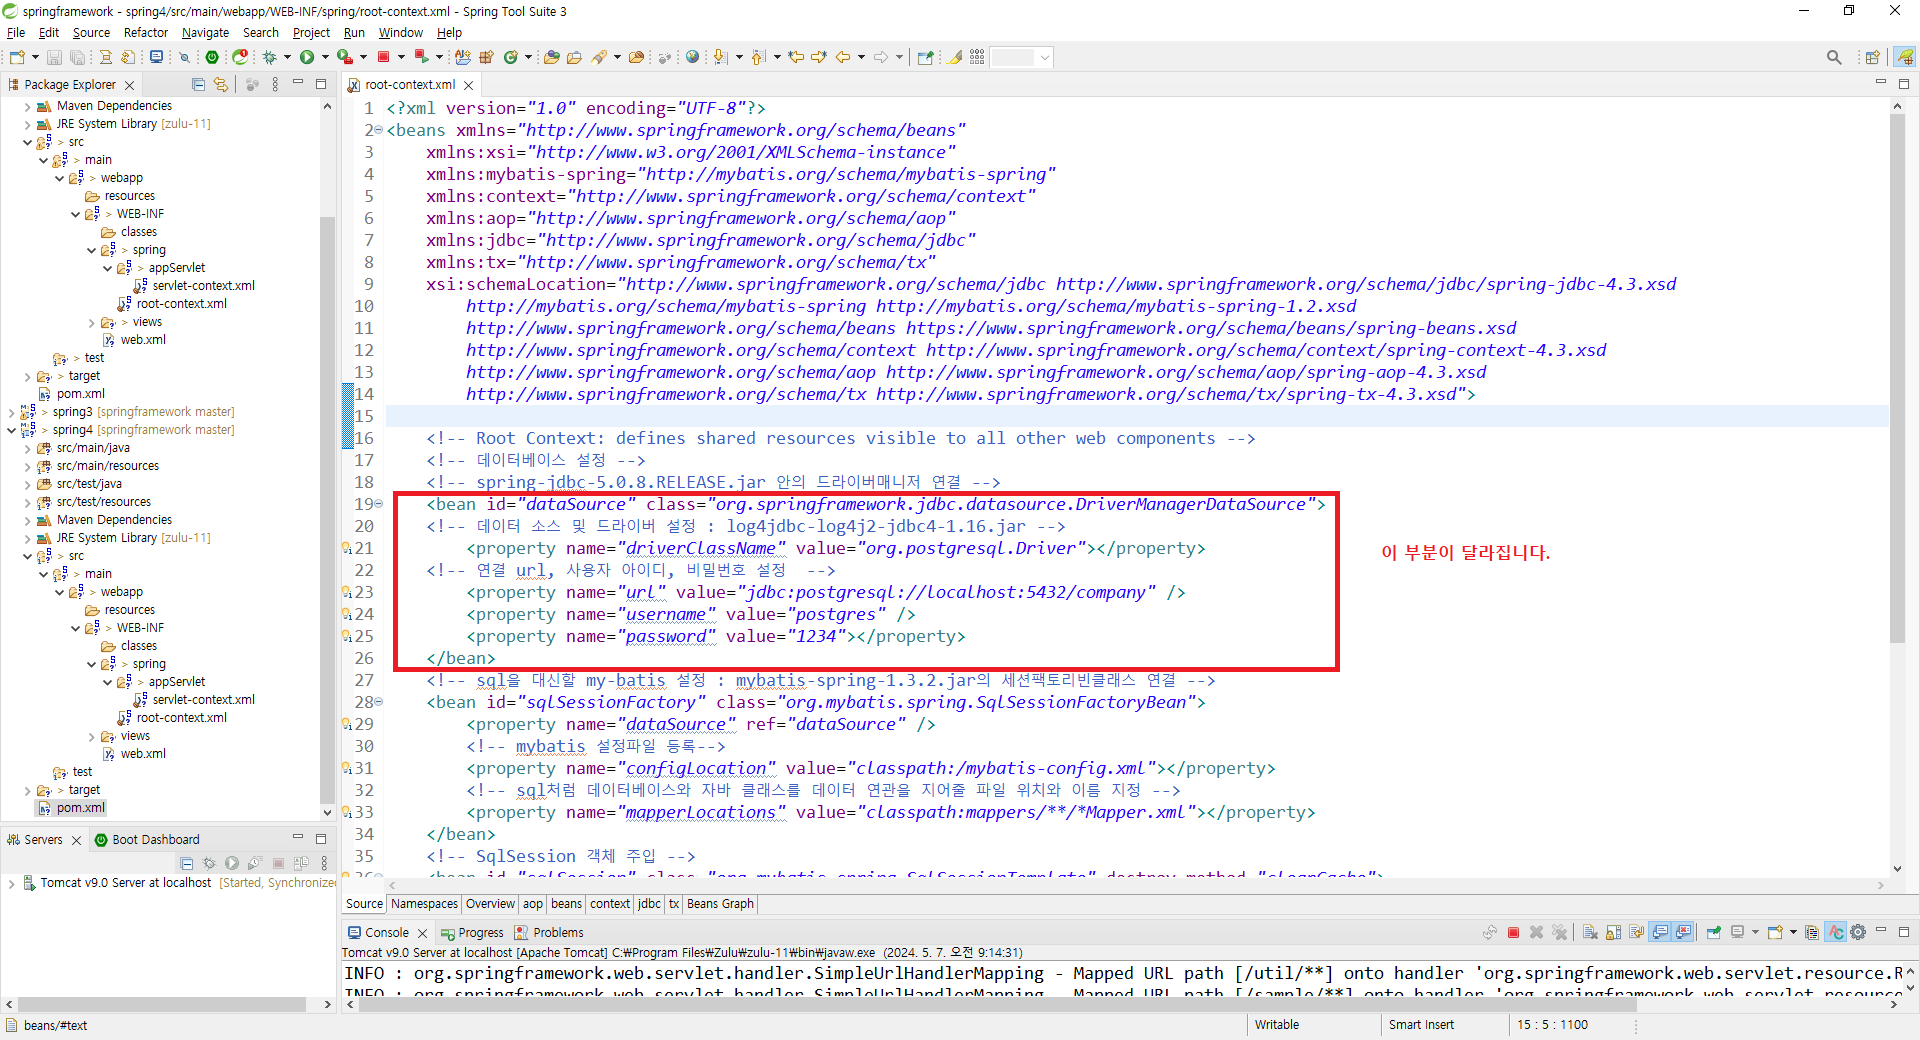 springframework - spring4/src/main/webapp/WEB-INF/spring/root-context.xml - Spring Tool Suite 3
File Edit Source Refactor Navigate Search Project Run Window Help
Package Explorer
Maven Dependencies
JRE System Library [zulu-11]
> src
> main
> webapp
resources
> WEB-INF
classes
> spring
> appServlet
servlet-context.xml
root-context.xml
> views
web.xml
> test
> target
pom.xml
> spring3 [springframework master]
> spring4 [springframework master]
src/main/java
src/main/resources
src/test/java
src/test/resources
Maven Dependencies
JRE System Library [zulu-11]
> src
> main
> webapp
resources
> WEB-INF
classes
> spring
appServlet
servlet-context.xml
root-context.xml
views
web.xml
test
> target
pom.xml
Servers
Boot Dashboard
Tomcat v9.0 Server at localhost [Started, Synchronize
root-context.xml
1 <?xml version="1.0" encoding="UTF-8"?>
2 <beans xmlns="http://www.springframework.org/schema/beans"
3 xmlns:xsi="http://www.w3.org/2001/XMLSchema-instance"
4 xmlns:mybatis-spring="http://mybatis.org/schema/mybatis-spring"
5 xmlns:context="http://www.springframework.org/schema/context"
6 xmlns:aop="http://www.springframework.org/schema/aop"
7 xmlns:jdbc="http://www.springframework.org/schema/jdbc"
8 xmlns:tx="http://www.springframework.org/schema/tx"
9 xsi:schemaLocation="http://www.springframework.org/schema/jdbc http://www.springframework.org/schema/jdbc/spring-jdbc-4.3.xsd
10 http://mybatis.org/schema/mybatis-spring http://mybatis.org/schema/mybatis-spring-1.2.xsd
11 http://www.springframework.org/schema/beans https://www.springframework.org/schema/beans/spring-beans.xsd
12 http://www.springframework.org/schema/context http://www.springframework.org/schema/context/spring-context-4.3.xsd
13 http://www.springframework.org/schema/aop http://www.springframework.org/schema/aop/spring-aop-4.3.xsd
14 http://www.springframework.org/schema/tx http://www.springframework.org/schema/tx/spring-tx-4.3.xsd">
15
16 <!-- Root Context: defines shared resources visible to all other web components -->
17 <!-- 데이터베이스 설정 -->
18 <!-- spring-jdbc-5.0.8.RELEASE.jar 안의 드라이버매니저 연결 -->
19 <bean id="dataSource" class="org.springframework.jdbc.datasource.DriverManagerDataSource">
20 <!-- 데이터 소스 및 드라이버 설정 : log4jdbc-log4j2-jdbc4-1.16.jar -->
21 <property name="driverClassName" value="org.postgresql.Driver"></property>
이 부분이 달라집니다.
22 <!-- 연결 url, 사용자 아이디, 비밀번호 설정 -->
23 <property name="url" value="jdbc:postgresql://localhost:5432/company" />
24 <property name="username" value="postgres" />
25 <property name="password" value="1234"></property>
26 </bean>
27 <!-- sql을 대신할 my-batis 설정 : mybatis-spring-1.3.2.jar의 세션팩토리빈클래스 연결 -->
28 <bean id="sqlSessionFactory" class="org.mybatis.spring.SqlSessionFactoryBean">
29 <property name="dataSource" ref="dataSource" />
30 <!-- mybatis 설정파일 등록-->
31 <property name="configLocation" value="classpath:/mybatis-config.xml"></property>
32 <!-- sql처럼 데이터베이스와 자바 클래스를 데이터 연관을 지어줄 파일 위치와 이름 지정 -->
33 <property name="mapperLocations" value="classpath:mappers/**/*Mapper.xml"></property>
34 </bean>
35 <!-- SqlSession 객체 주입 -->
36 <bean id="sqlSession" class="org.mybatis.spring.SqlSessionTemplate" destroy-method="clearCache">
Source Namespaces Overview aop beans context jdbc tx Beans Graph
Console Progress Problems
Tomcat v9.0 Server at localhost [Apache Tomcat] C:₩Program Files₩Zulu₩zulu-11₩bin₩javaw.exe (2024. 5. 7. 오전 9:14:31)
INFO : org.springframework.web.servlet.handler.SimpleUrlHandlerMapping - Mapped URL path [/util/**] onto handler 'org.springframework.web.servlet.resource.R
INFO : org.springframework.web.servlet.handler.SimpleUrlHandlerMapping - Mapped URL path [/sample/**] onto handler 'org.springframework.web.servlet.resource
beans/#text
Writable
Smart Insert
15 : 5 : 1100